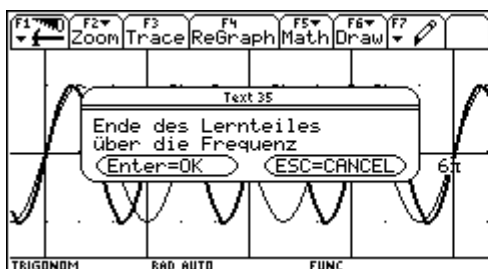 F1 F2 F3 F4 F5 F6 F7
Zoom Trace ReGraph Math Draw
Text 35
Ende des Lernteiles
über die Frequenz
Enter=OK ESC=CANCEL
6π
TRIGONOM RAD AUTO FUNC